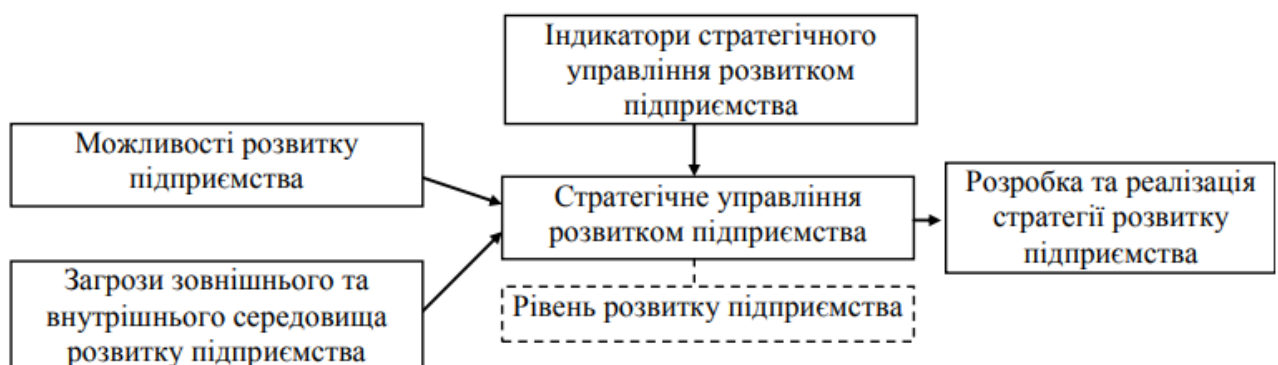 Індикатори стратегічного
управління розвитком
підприємства
Можливості розвитку
підприємства
Стратегічне управління
розвитком підприємства
Розробка та реалізація
стратегії розвитку
підприємства
Загрози зовнішнього та
внутрішнього середовища
розвитку підприємства
Рівень розвитку підприємства